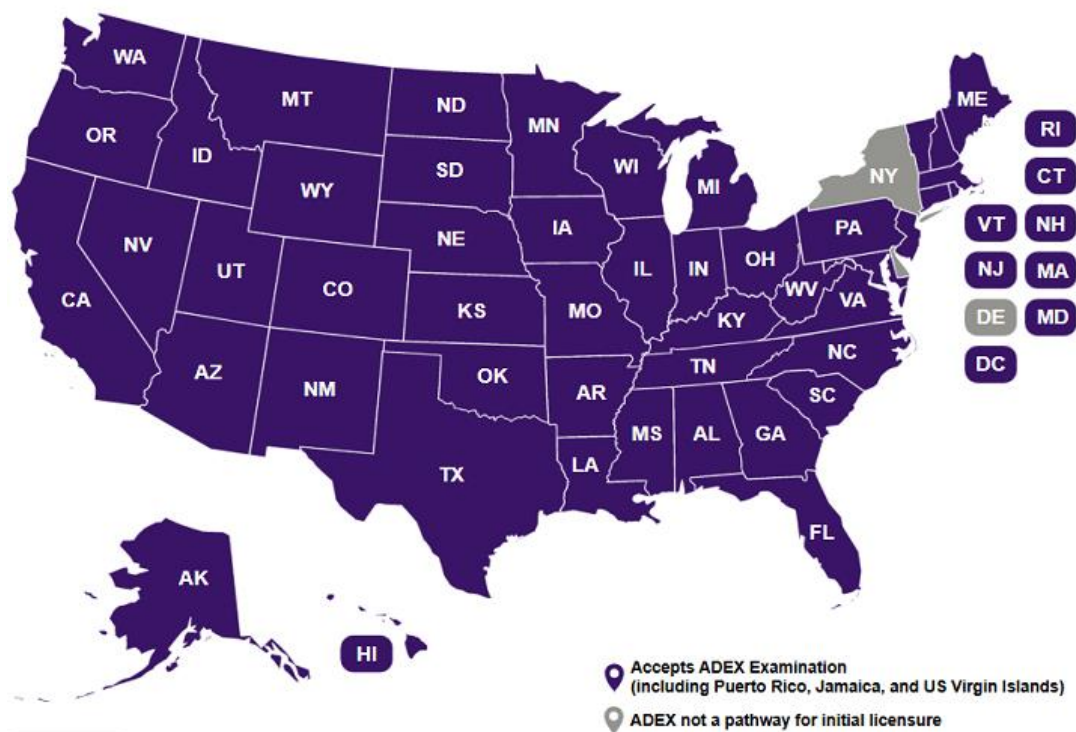 WA
MT
ND
MN
ME
OR
ID
SD
WI
MI
NY
RI
WY
CT
IA
NE
PA
VT
NH
NV
UT
IL
IN
OH
NJ
MA
CA
CO
KS
MO
WV
VA
KY
DE
MD
AZ
NM
OK
AR
TN
NC
DC
SC
MS
AL
GA
LA
TX
FL
AK
HI
Accepts ADEX Examination
(including Puerto Rico, Jamaica, and US Virgin Islands)
ADEX not a pathway for initial licensure